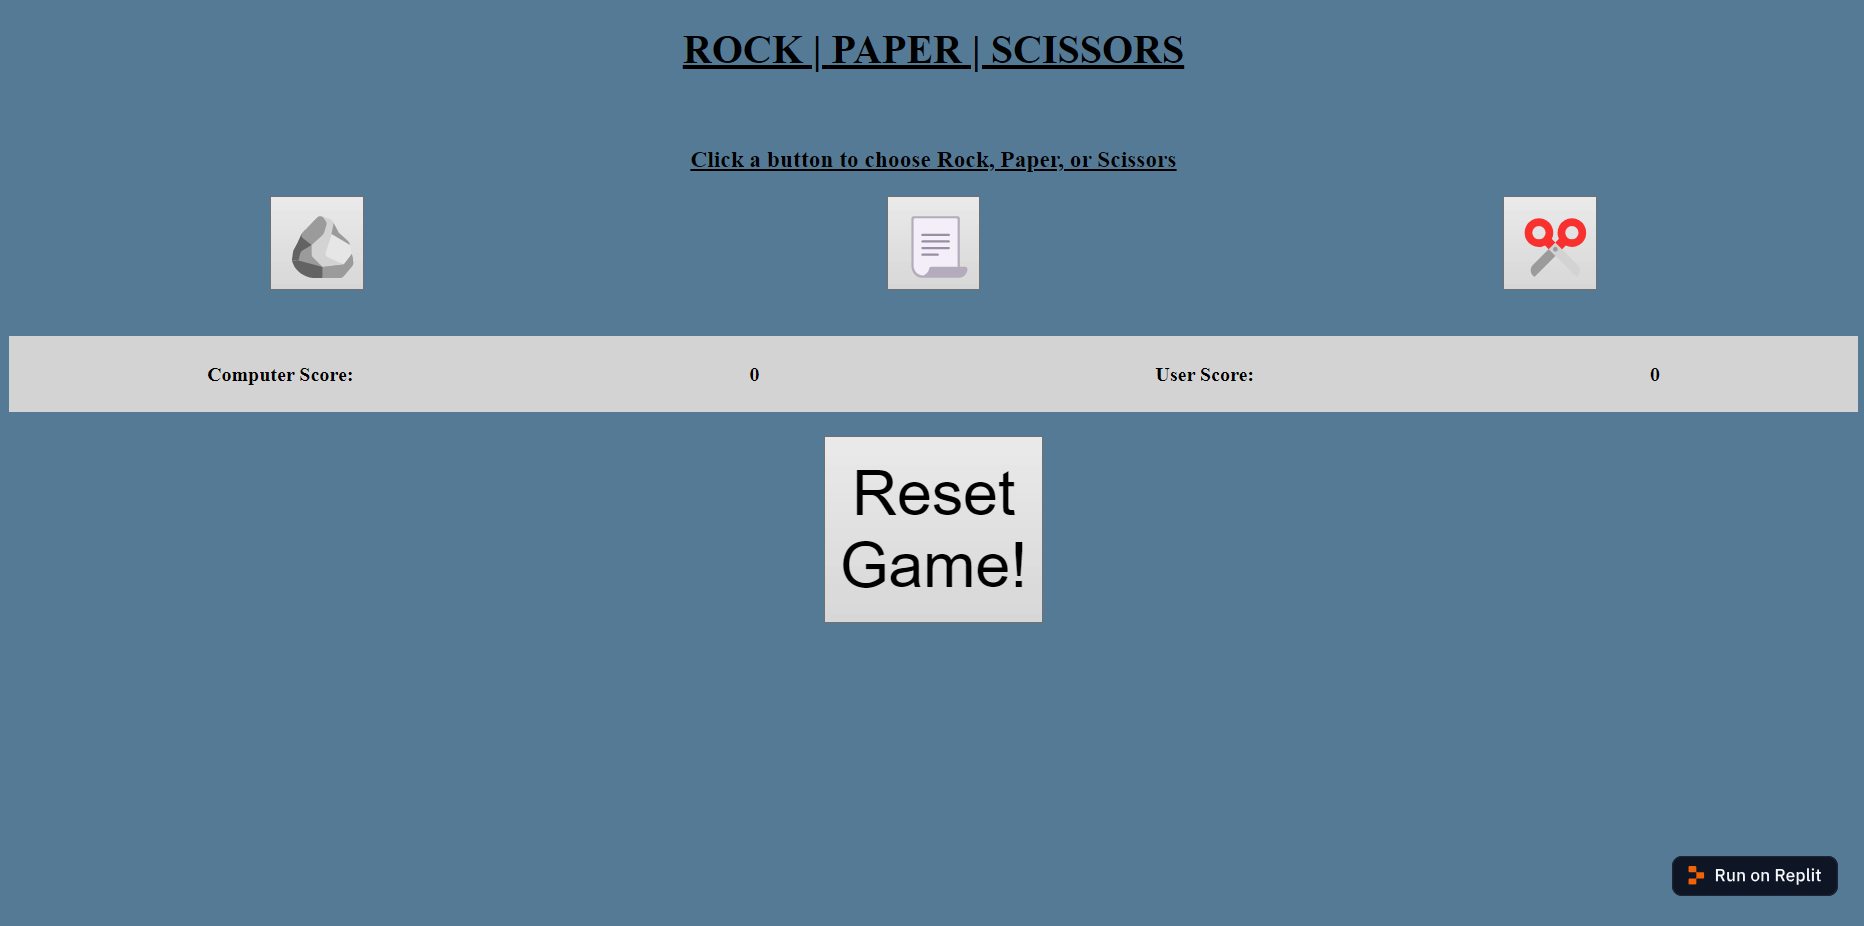 ROCK | PAPER | SCISSORS
Click a button to choose Rock, Paper, or Scissors
Computer Score: 0 User Score: 0
Reset
Game!
Run on Replit